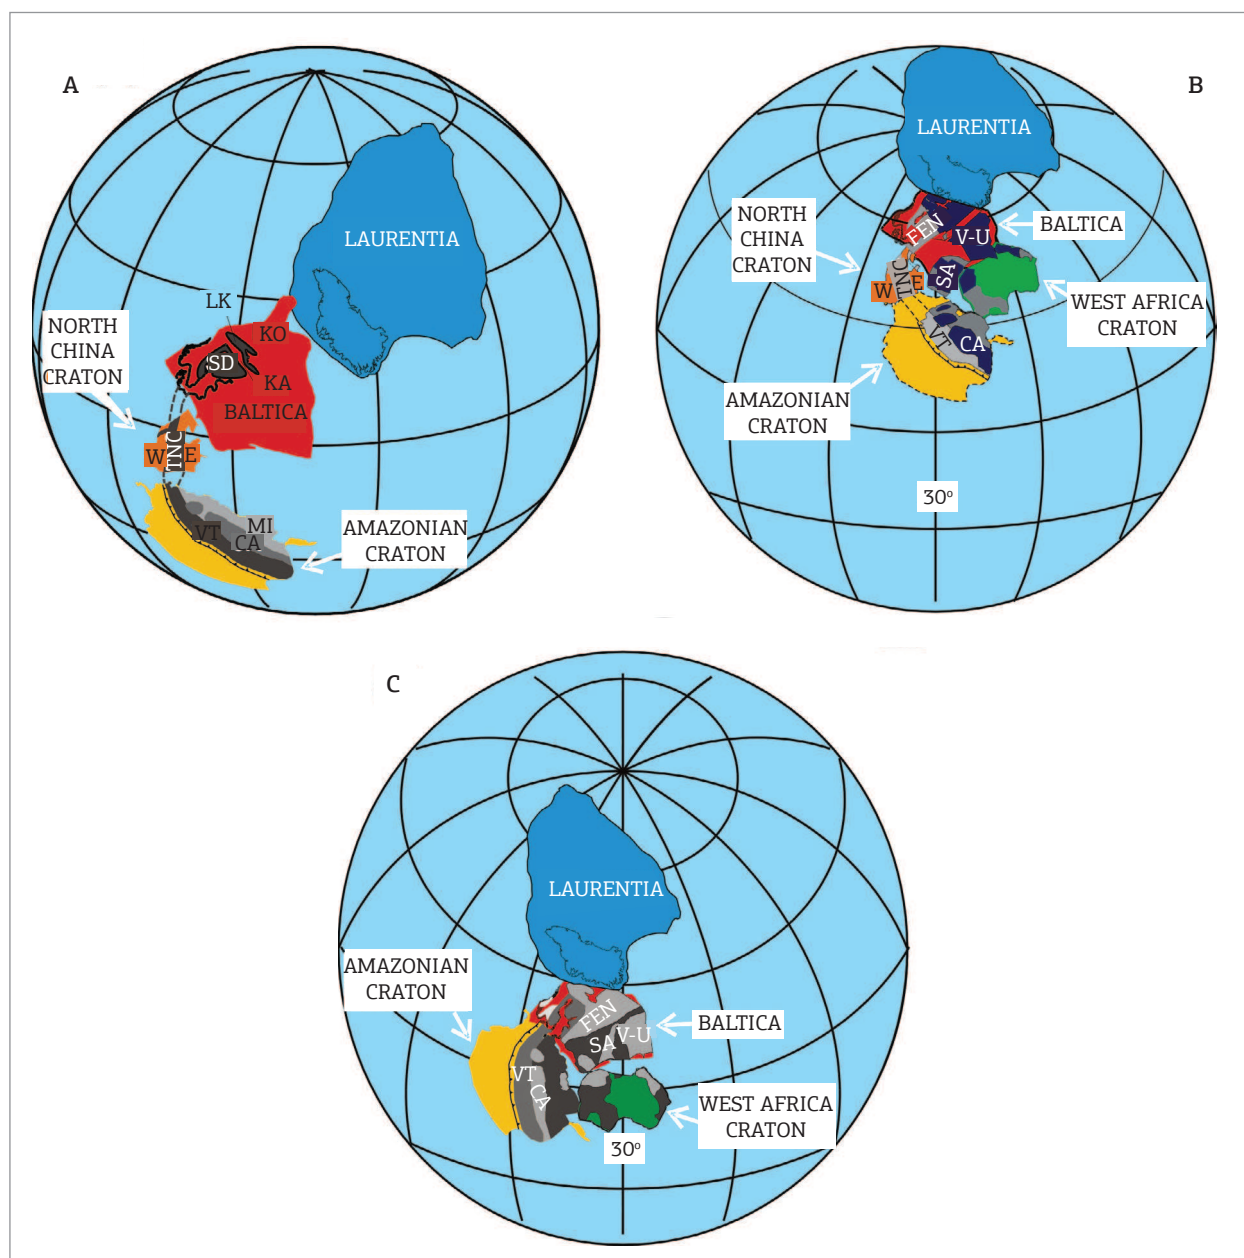 A
LAURENTIA
LK
KO
NORTH
CHINA
CRATON
SD
KA
BALTICA
W
TNC
E
MI
VT
CA
AMAZONIAN
CRATON
B
LAURENTIA
NORTH
CHINA
CRATON
FEN
V-U
BALTICA
TNC
W
E
SA
WEST AFRICA
CRATON
VT
CA
AMAZONIAN
CRATON
30º
C
LAURENTIA
AMAZONIAN
CRATON
FEN
SA
V-U
BALTICA
VT
CA
WEST AFRICA
CRATON
30º